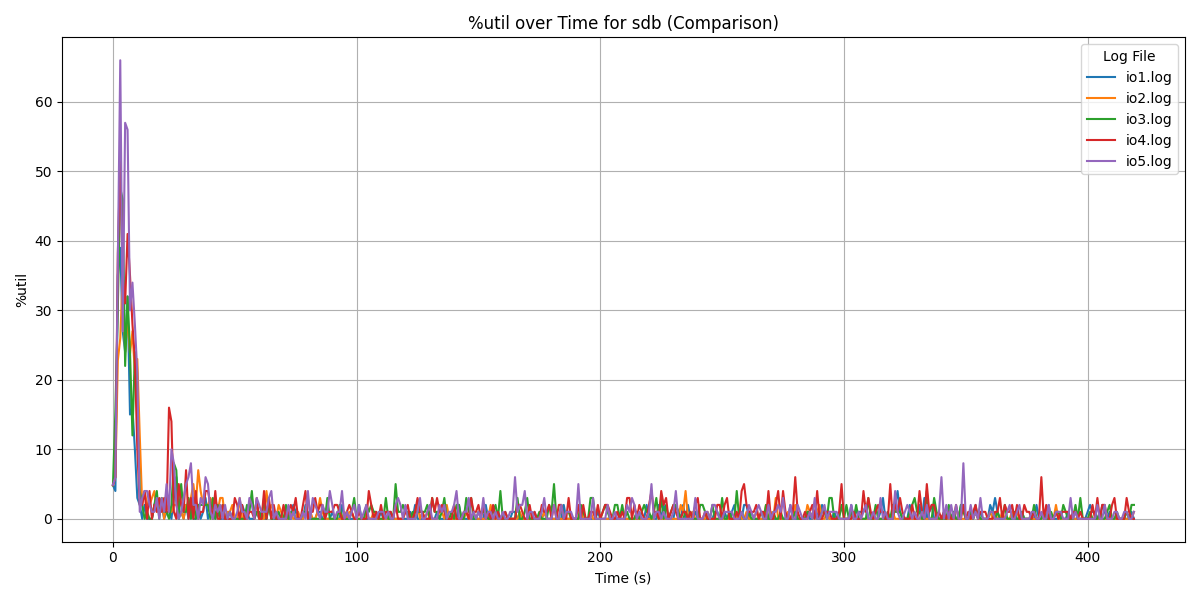 %util over Time for sdb (Comparison)
Log File
io1.log
io2.log
io3.log
io4.log
io5.log
%util
60
50
40
30
20
10
0
0 100 200 300 400
Time (s)